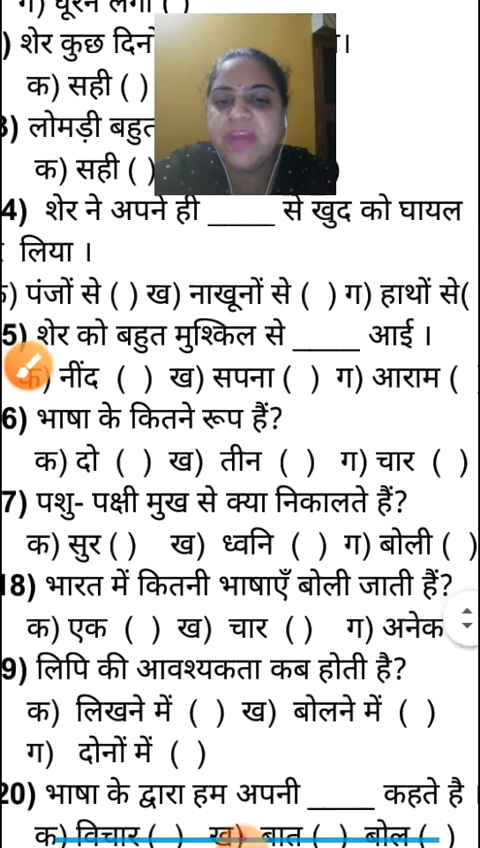 ग) घूरने लगा ( )
) शेर कुछ दिनों ।
क) सही ( )
3) लोमड़ी बहुत
क) सही ( )
4) शेर ने अपने ही _____ से खुद को घायल
लिया ।
) पंजों से ( ) ख) नाखूनों से ( ) ग) हाथों से(
5) शेर को बहुत मुश्किल से _____ आई ।
क) नींद ( ) ख) सपना ( ) ग) आराम (
6) भाषा के कितने रूप हैं?
क) दो ( ) ख) तीन ( ) ग) चार ( )
7) पशु- पक्षी मुख से क्या निकालते हैं?
क) सुर ( ) ख) ध्वनि ( ) ग) बोली ( )
18) भारत में कितनी भाषाएँ बोली जाती हैं?
क) एक ( ) ख) चार ( ) ग) अनेक
9) लिपि की आवश्यकता कब होती है?
क) लिखने में ( ) ख) बोलने में ( )
ग) दोनों में ( )
20) भाषा के द्वारा हम अपनी _____ कहते है
क) विचार ( ) ख) बात ( ) बोल ( )